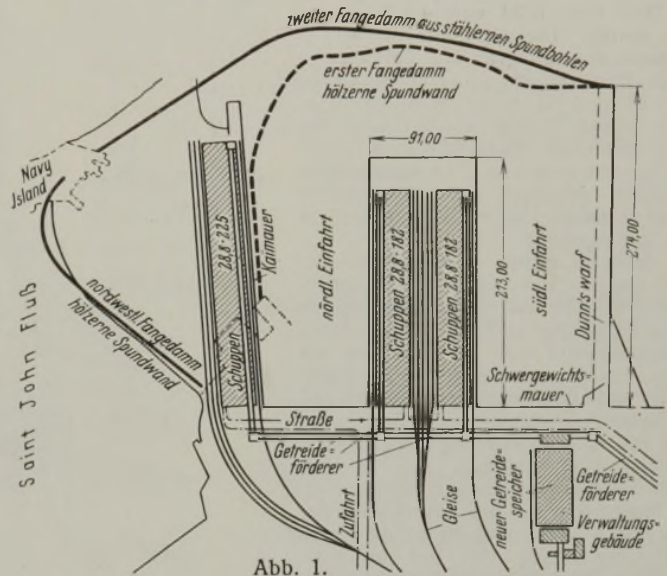 zweiter Fangedamm aus stählernen Spundbohlen
erster Fangedamm
hölzerne Spundwand
91,00
Navy
Island
28,8·225
Schuppen
Kaimauer
nördl. Einfahrt
Schuppen 28,8·182
Schuppen 28,8·182
213,00
südl. Einfahrt
Dunn's warf
274,00
nordwestl. Fangedamm
hölzerne Spundwand
Saint John Fluß
Schwergewichts=
mauer
Straße
Getreide=
förderer
Zufahrt
Gleise
neuer Getreide=
speicher
Getreide=
förderer
Verwaltungs=
gebäude
Abb. 1.